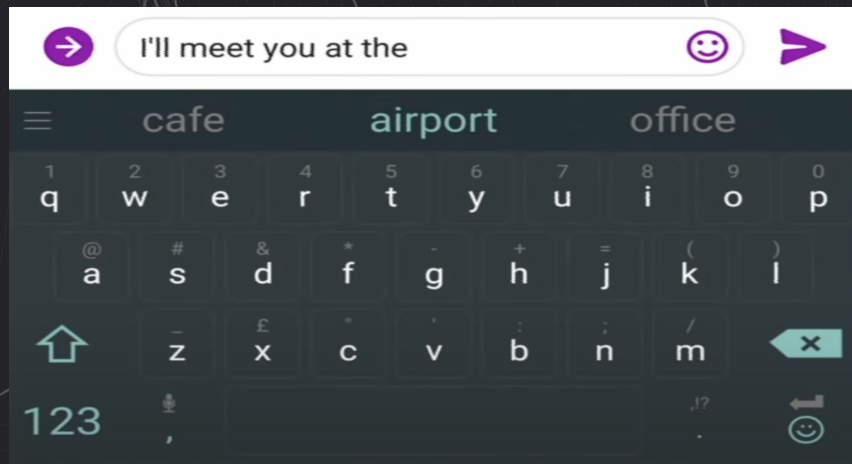 I'll meet you at the
cafe airport office
1 2 3 4 5 6 7 8 9 0
q w e r t y u i o p
@ # & * - + = ( )
a s d f g h j k l
_ £ " ' : ; /
z x c v b n m
123 , ,!? .